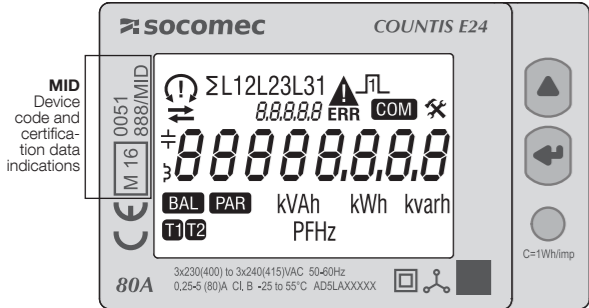 socomec COUNTIS E24
MID
Device
code and
certifica-
tion data
indications
0051
888/MID
M 16
ΣL12L23L31
8.8.8.8.8 ERR COM
88888.8.8.8
BAL PAR kVAh kWh kvarh
T1 T2 PFHz
CE
C=1Wh/imp
80A
3x230(400) to 3x240(415)VAC 50-60Hz
0,25-5 (80)A Cl. B -25 to 55°C AD5LAXXXXX